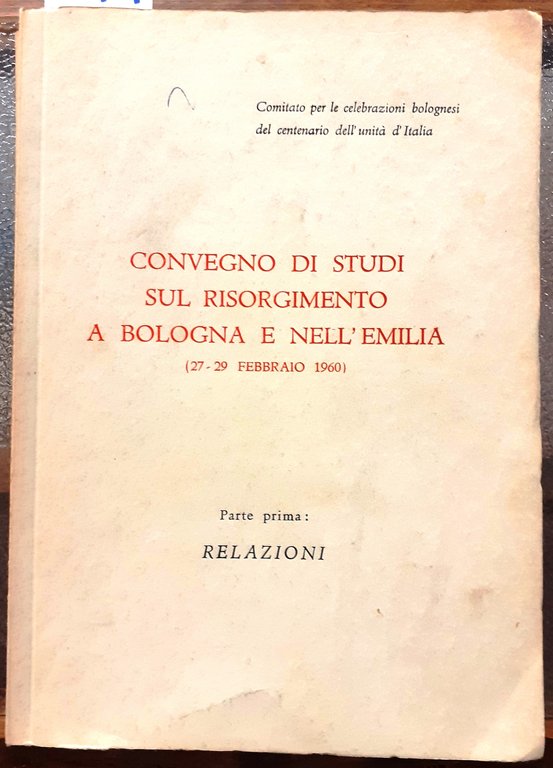 Comitato per le celebrazioni bolognesi
del centenario dell'unità d'Italia
CONVEGNO DI STUDI
SUL RISORGIMENTO
A BOLOGNA E NELL'EMILIA
(27-29 FEBBRAIO 1960)
Parte prima:
RELAZIONI